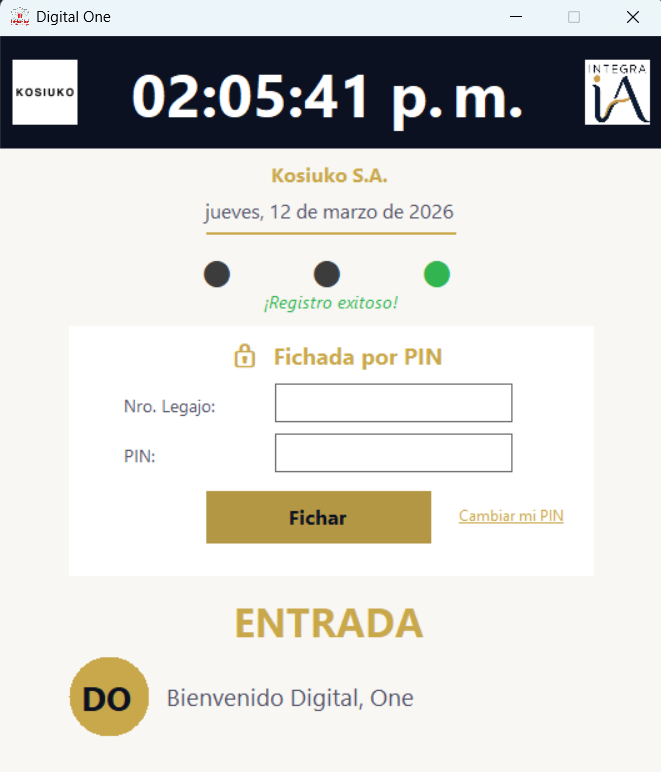 Digital One
KOSIUKO
02:05:41 p. m.
INTEGRA
iA
Kosiuko S.A.
jueves, 12 de marzo de 2026
¡Registro exitoso!
Fichada por PIN
Nro. Legajo:
PIN:
Fichar
Cambiar mi PIN
ENTRADA
DO
Bienvenido Digital, One